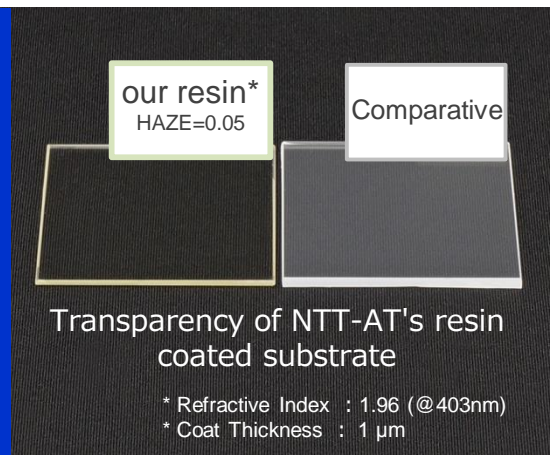 our resin*
HAZE=0.05
Comparative
Transparency of NTT-AT's resin
coated substrate
* Refractive Index : 1.96 (@403nm)
* Coat Thickness : 1 μm